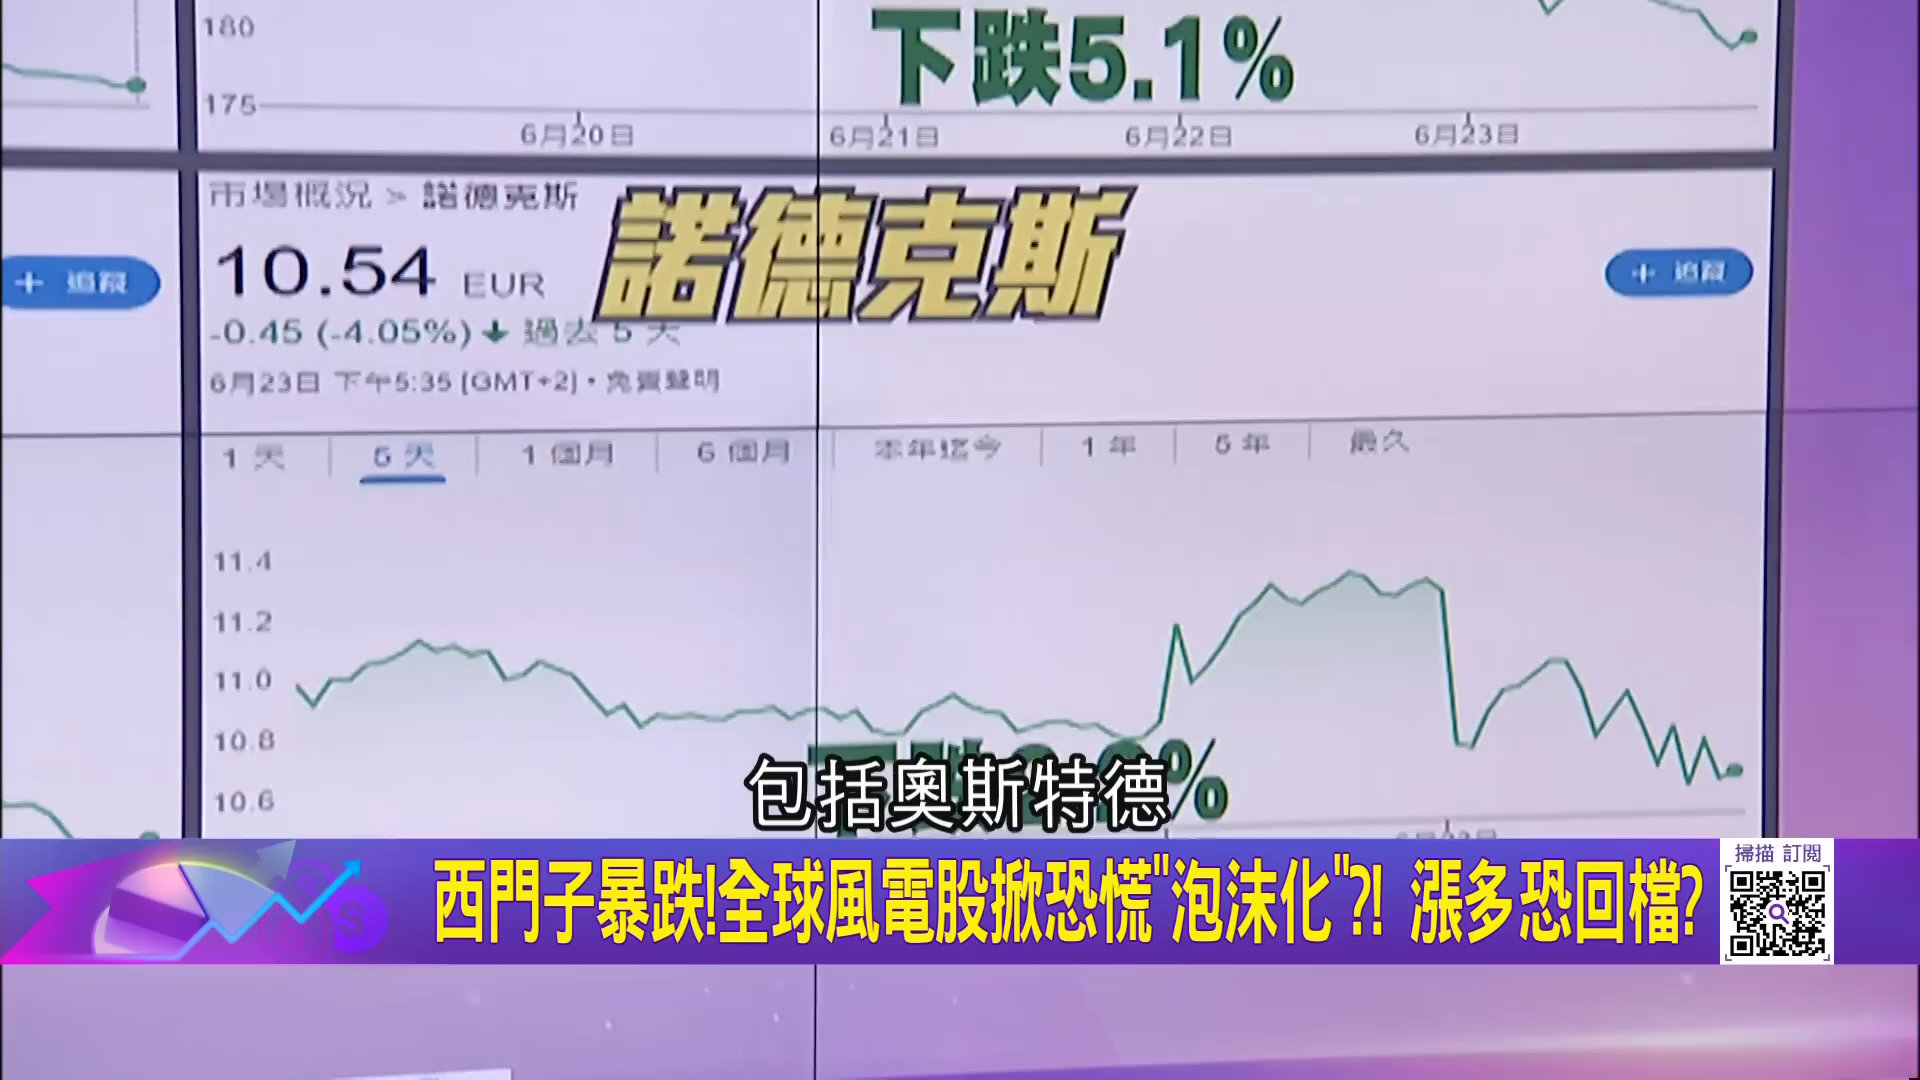 180
下跌5.1%
175
6月20日 6月21日 6月22日 6月23日
市場概況 > 諾德克斯
諾德克斯
+ 追蹤
10.54 EUR
+ 追蹤
-0.45 (-4.05%) ↓ 過去 5 天
6月23日 下午5:35 [GMT+2]・免責聲明
1 天 5 天 1 個月 6 個月 本年迄今 1 年 5 年 最久
11.4
11.2
11.0
10.8
10.6
包括奧斯特德
掃描 訂閱
西門子暴跌!全球風電股掀恐慌"泡沫化"?! 漲多恐回檔?